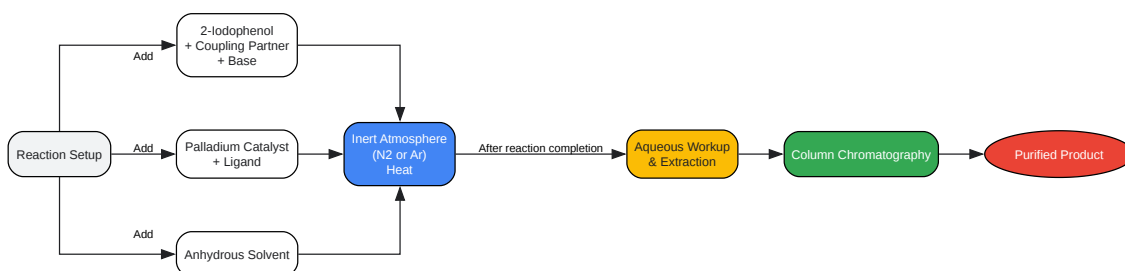 Reaction Setup
Add
2-Iodophenol
+ Coupling Partner
+ Base
Add
Palladium Catalyst
+ Ligand
Add
Anhydrous Solvent
Inert Atmosphere
(N2 or Ar)
Heat
After reaction completion
Aqueous Workup
& Extraction
Column Chromatography
Purified Product